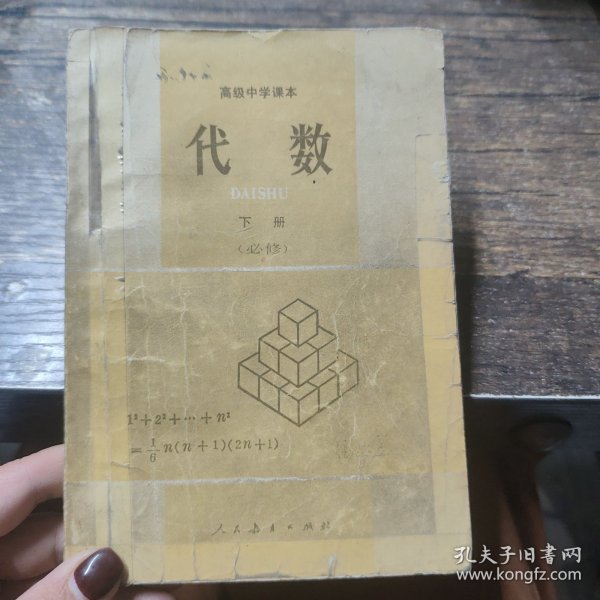 高级中学课本
代数
DAISHU
下册
(必修)
1²+2²+…+n²
=1/6 n(n+1)(2n+1)
人民教育出版社
孔夫子旧书网
www.kongfz.com